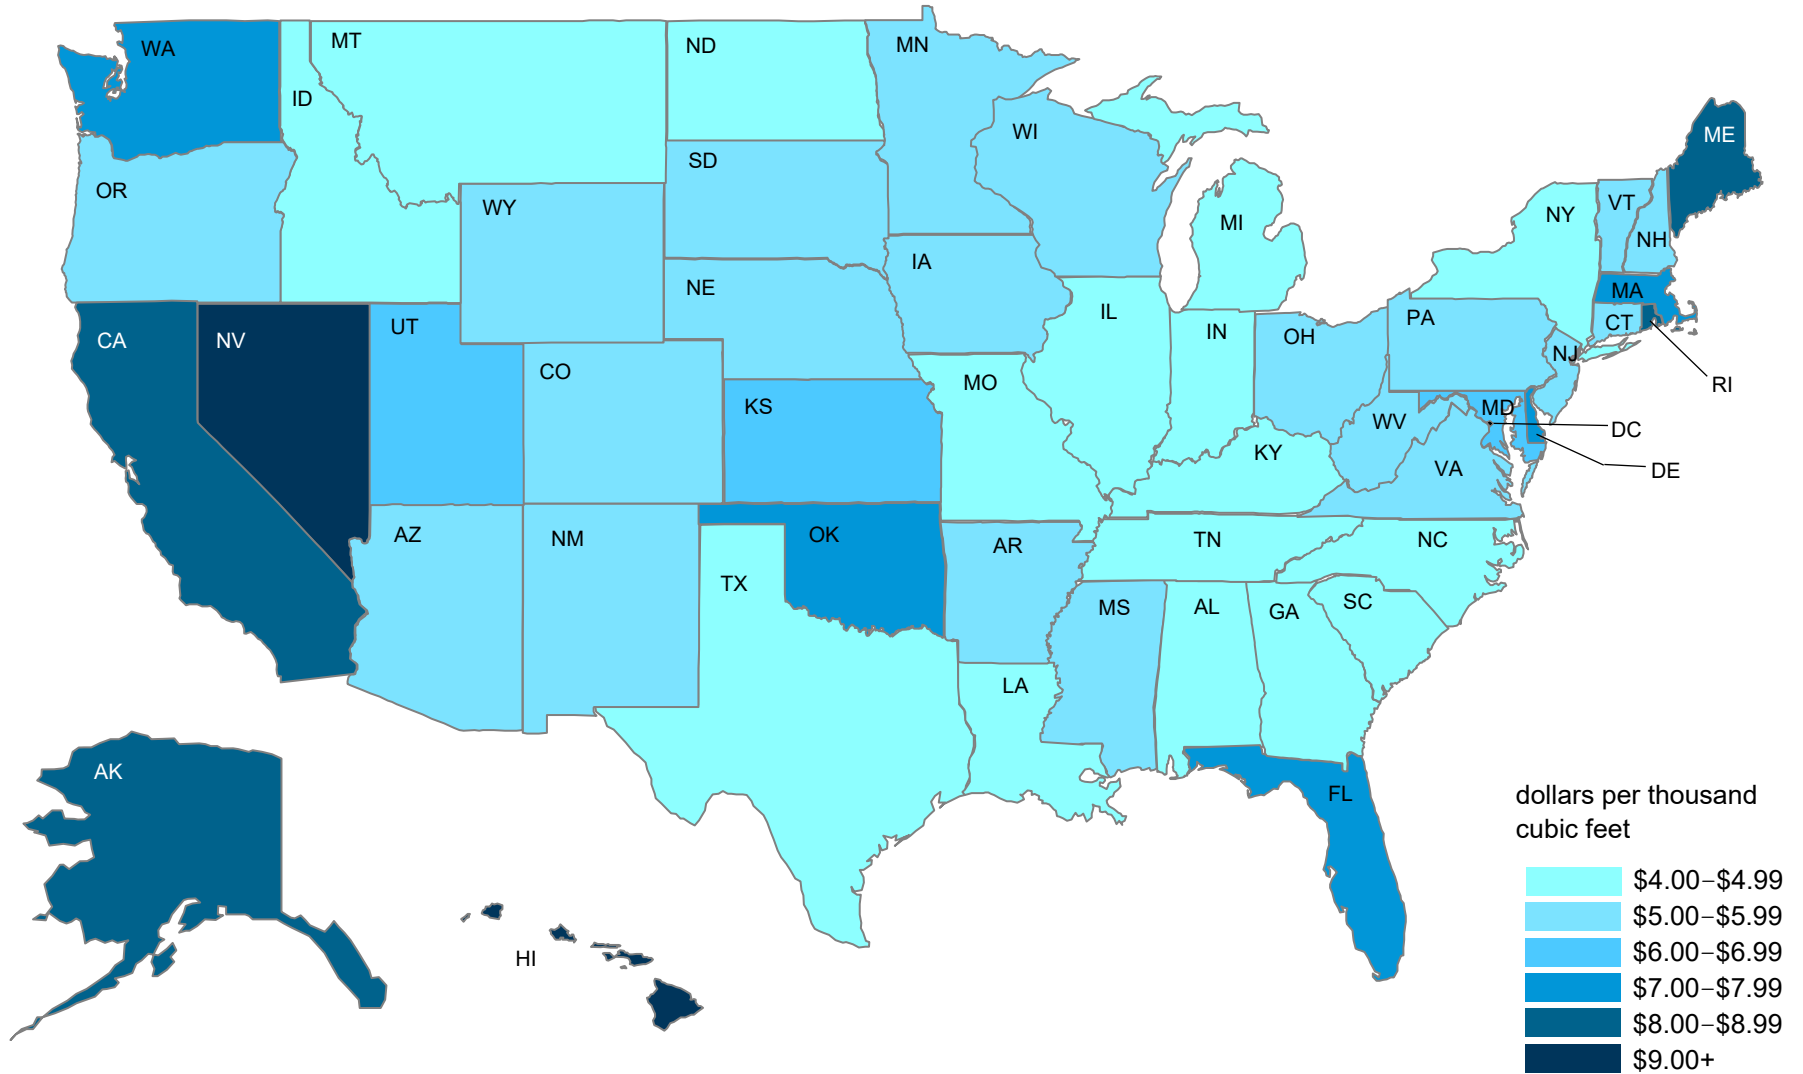 WA
MT
ND
MN
ID
ME
WI
SD
OR
WY
VT
NY
MI
NH
IA
NE
MA
IL
PA
CT
UT
IN
OH
CA
NV
NJ
CO
MO
RI
KS
MD
WV
DC
KY
VA
DE
AZ
NM
OK
AR
TN
NC
TX
SC
MS
AL
GA
LA
AK
FL
HI
dollars per thousand
cubic feet
$4.00–$4.99
$5.00–$5.99
$6.00–$6.99
$7.00–$7.99
$8.00–$8.99
$9.00+